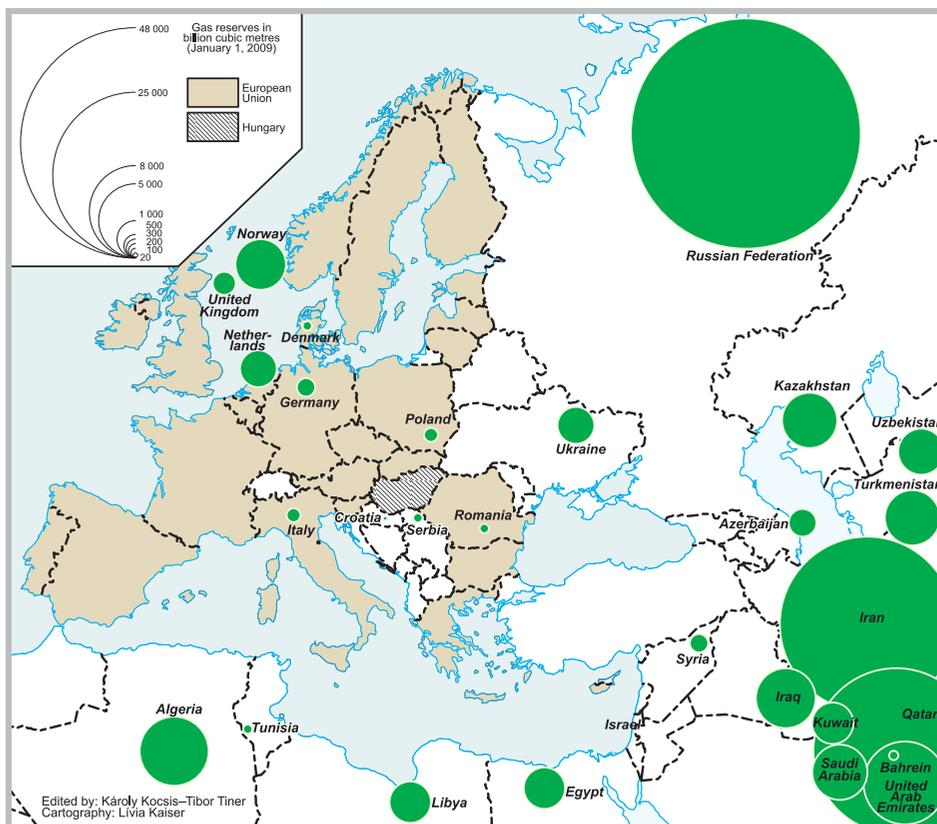 48 000
25 000
8 000
5 000
1 000
500
300
200
100
20
Gas reserves in
billion cubic metres
(January 1, 2009)
European
Union
Hungary
Norway
United
Kingdom
Denmark
Nether-
lands
Germany
Poland
Russian Federation
Kazakhstan
Ukraine
Uzbekistan
Turkmenistan
Azerbaijan
Italy
Croatia
Serbia
Romania
Iran
Syria
Iraq
Israel
Kuwait
Qatar
Saudi
Arabia
Bahrein
United
Arab
Emirates
Algeria
Tunisia
Libya
Egypt
Edited by: Károly Kocsis–Tibor Tiner
Cartography: Lívia Kaiser